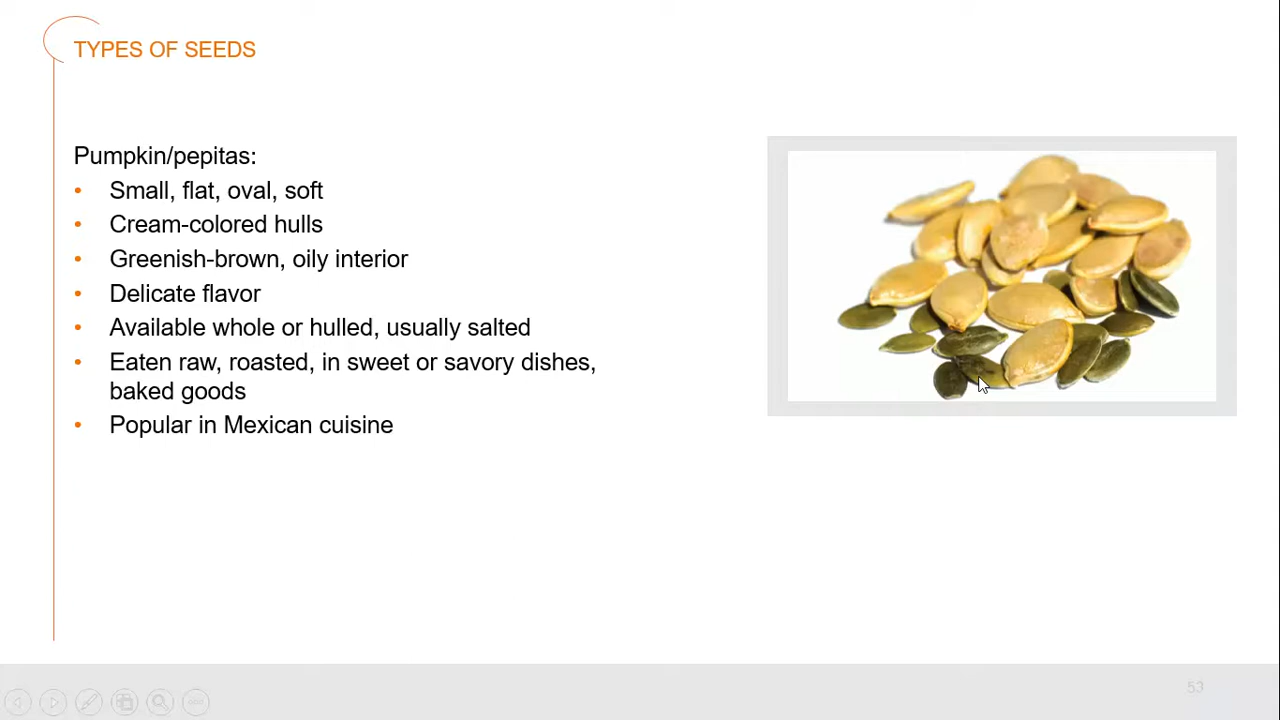 TYPES OF SEEDS
Pumpkin/pepitas:
• Small, flat, oval, soft
• Cream-colored hulls
• Greenish-brown, oily interior
• Delicate flavor
• Available whole or hulled, usually salted
• Eaten raw, roasted, in sweet or savory dishes,
baked goods
• Popular in Mexican cuisine
53